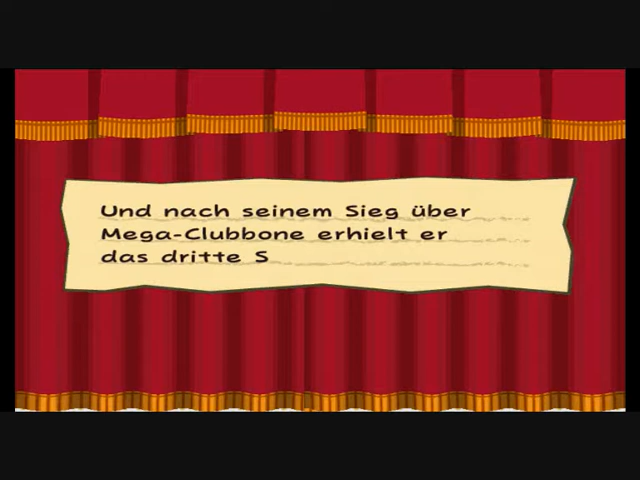 Und nach seinem Sieg über
Mega-Clubbone erhielt er
das dritte S